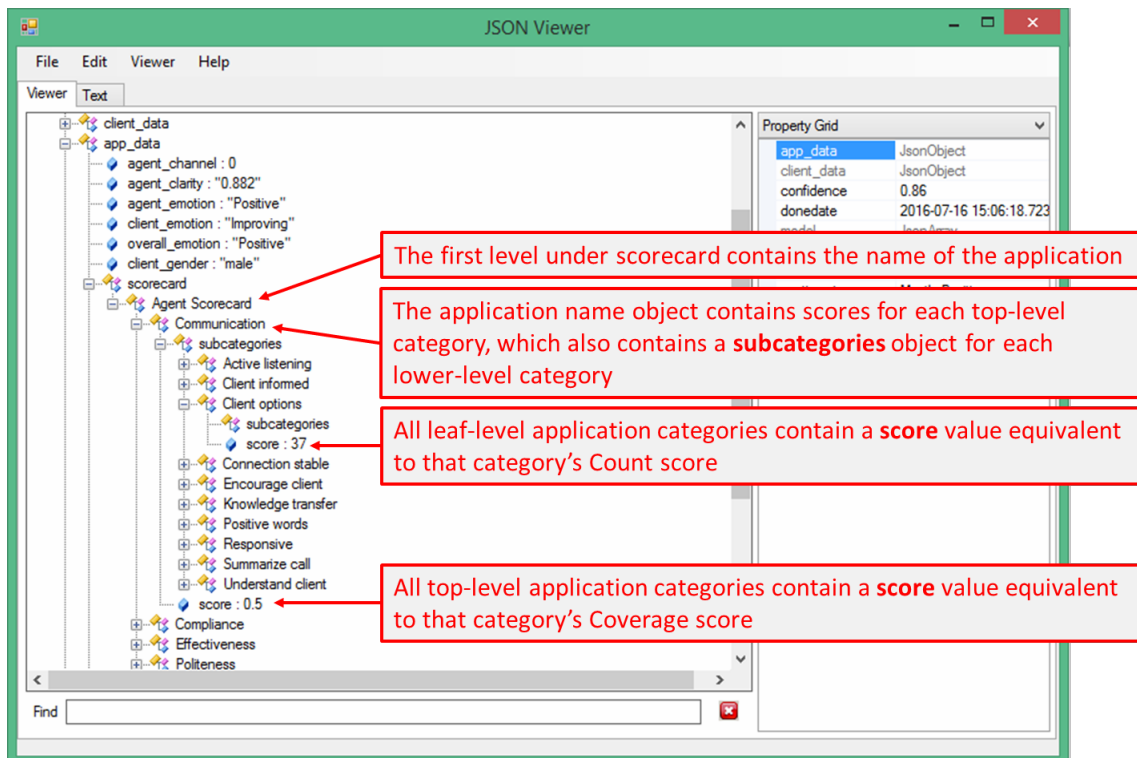 JSON Viewer
File Edit Viewer Help
Viewer Text
client_data
app_data
agent_channel : 0
agent_clarity : "0.882"
agent_emotion : "Positive"
client_emotion : "Improving"
overall_emotion : "Positive"
client_gender : "male"
scorecard
Agent Scorecard
Communication
subcategories
Active listening
Client informed
Client options
subcategories
score : 37
Connection stable
Encourage client
Knowledge transfer
Positive words
Responsive
Summarize call
Understand client
score : 0.5
Compliance
Effectiveness
Politeness
Find
Property Grid
app_data JsonObject
client_data JsonObject
confidence 0.86
donedate 2016-07-16 15:06:18.723
The first level under scorecard contains the name of the application
The application name object contains scores for each top-level
category, which also contains a subcategories object for each
lower-level category
All leaf-level application categories contain a score value equivalent
to that category’s Count score
All top-level application categories contain a score value equivalent
to that category’s Coverage score